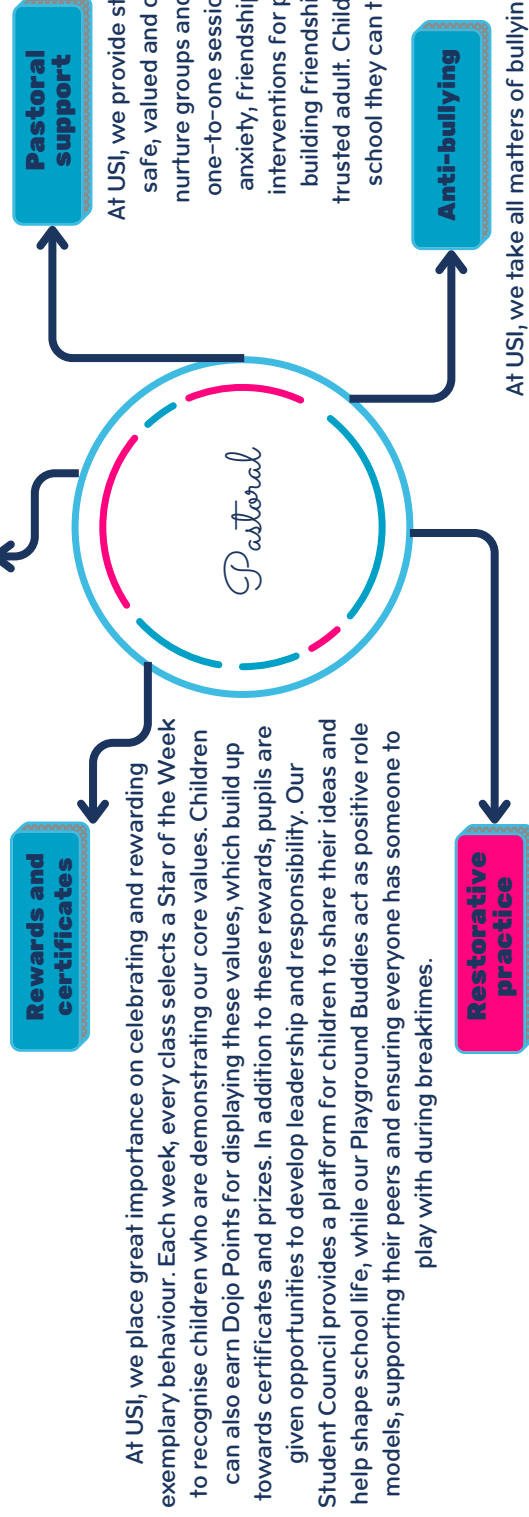 Rewards and
certificates
At USI, we place great importance on celebrating and rewarding
exemplary behaviour. Each week, every class selects a Star of the Week
to recognise children who are demonstrating our core values. Children
can also earn Dojo Points for displaying these values, which build up
towards certificates and prizes. In addition to these rewards, pupils are
given opportunities to develop leadership and responsibility. Our
Student Council provides a platform for children to share their ideas and
help shape school life, while our Playground Buddies act as positive role
models, supporting their peers and ensuring everyone has someone to
play with during breaktimes.
Restorative
practice
Pastoral
Pastoral
support
At USI, we provide
safe, valued and
nurture groups and
one-to-one
anxiety,
interventions for
building
trusted adult.
school they can
Anti-bullying
At USI, we take all matters of